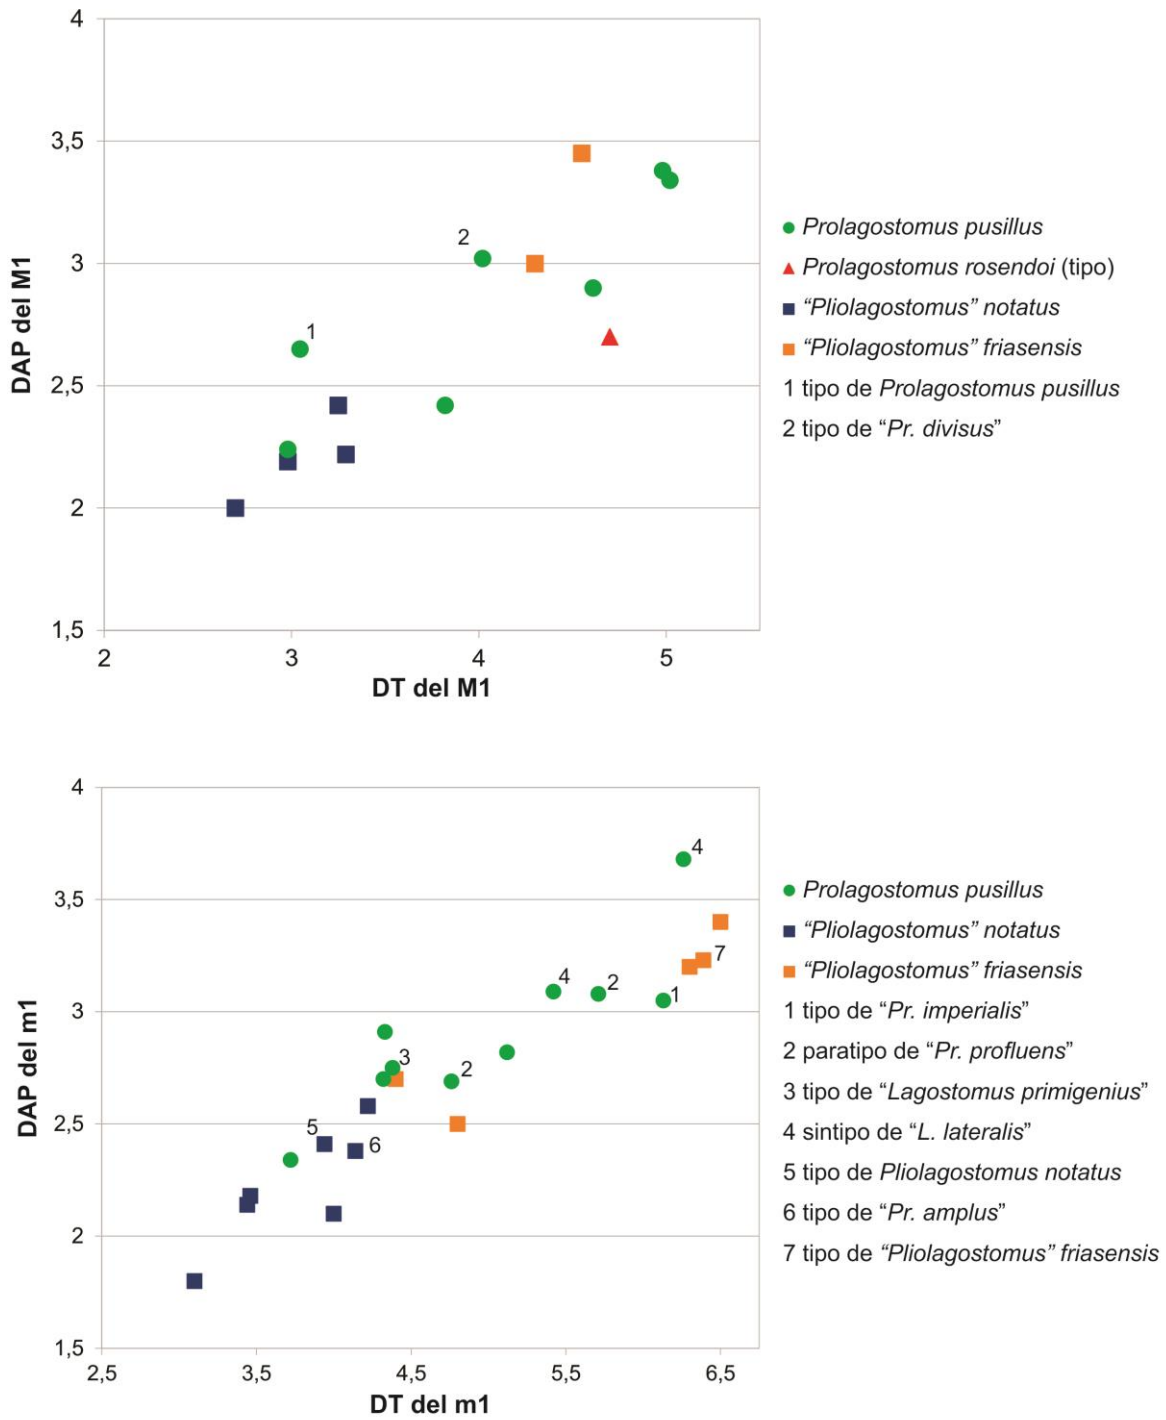 4
3,5
3
2,5
2
1,5
DAP del M1
2
3
4
5
DT del M1
1
2
Prolagostomus pusillus
Prolagostomus rosendoi (tipo)
“Pliolagostomus” notatus
“Pliolagostomus” friasensis
1 tipo de Prolagostomus pusillus
2 tipo de “Pr. divisus”
4
3,5
3
2,5
2
1,5
DAP del m1
2,5
3,5
4,5
5,5
6,5
DT del m1
4
7
4
2
1
3
2
5
6
Prolagostomus pusillus
“Pliolagostomus” notatus
“Pliolagostomus” friasensis
1 tipo de “Pr. imperialis”
2 paratipo de “Pr. profluens”
3 tipo de “Lagostomus primigenius”
4 sintipo de “L. lateralis”
5 tipo de Pliolagostomus notatus
6 tipo de “Pr. amplus”
7 tipo de “Pliolagostomus” friasensis